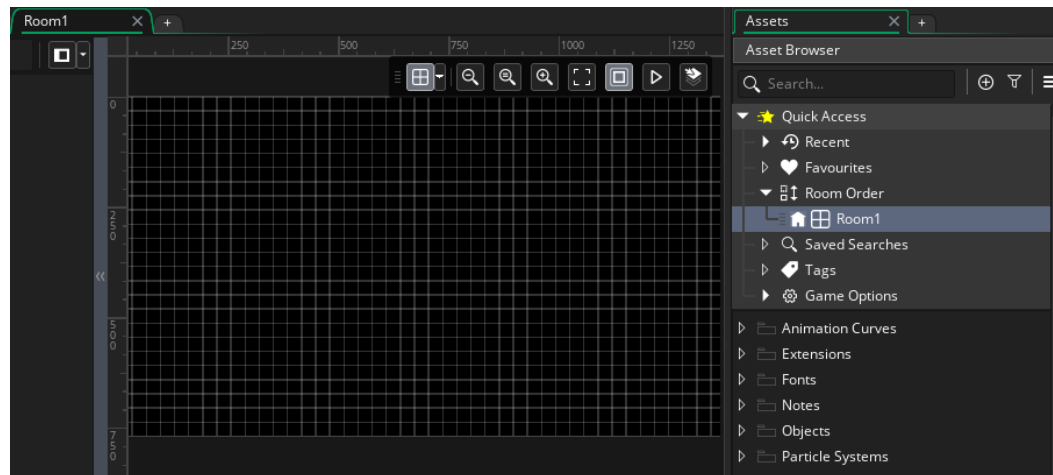 Room1
Assets
Asset Browser
250
500
750
1000
1250
Search...
0
250
500
750
Quick Access
Recent
Favourites
Room Order
Room1
Saved Searches
Tags
Game Options
Animation Curves
Extensions
Fonts
Notes
Objects
Particle Systems